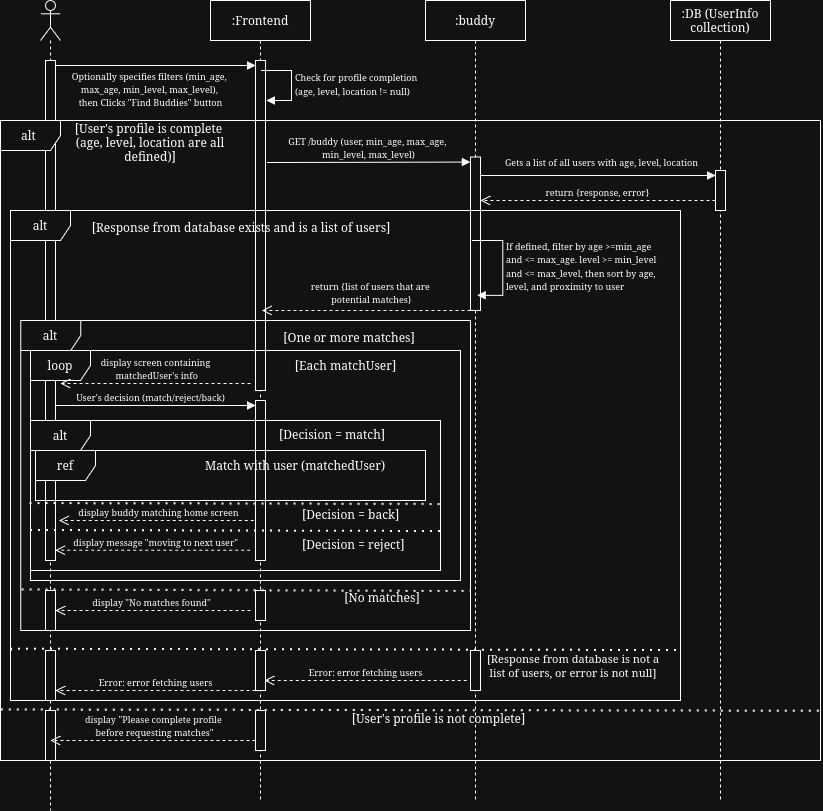 :Frontend
:buddy
:DB (UserInfo
collection)
Optionally specifies filters (min_age,
max_age, min_level, max_level),
then Clicks "Find Buddies" button
Check for profile completion
(age, level, location != null)
alt
[User's profile is complete
(age, level, location are all
defined)]
GET /buddy (user, min_age, max_age,
min_level, max_level)
Gets a list of all users with age, level, location
return {response, error}
alt
[Response from database exists and is a list of users]
If defined, filter by age >=min_age
and <= max_age. level >= min_level
and <= max_level, then sort by age,
level, and proximity to user
return {list of users that are
potential matches}
alt
[One or more matches]
loop
display screen containing
matchedUser's info
[Each matchUser]
User's decision (match/reject/back)
alt
[Decision = match]
ref
Match with user (matchedUser)
display buddy matching home screen
[Decision = back]
display message "moving to next user"
[Decision = reject]
display "No matches found"
[No matches]
[Response from database is not a
list of users, or error is not null]
Error: error fetching users
Error: error fetching users
display "Please complete profile
before requesting matches"
[User's profile is not complete]